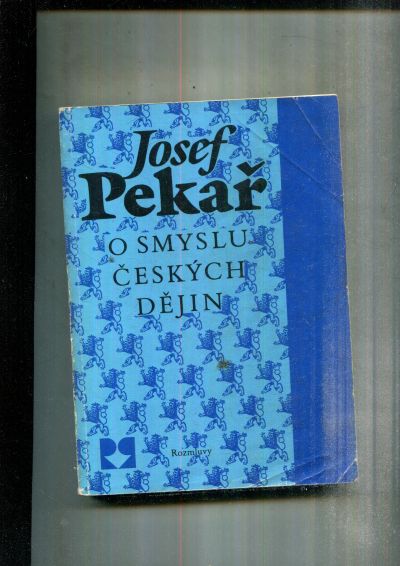 Josef
Pekař
O SMYSLU
ČESKÝCH
DĚJIN
Rozmluvy